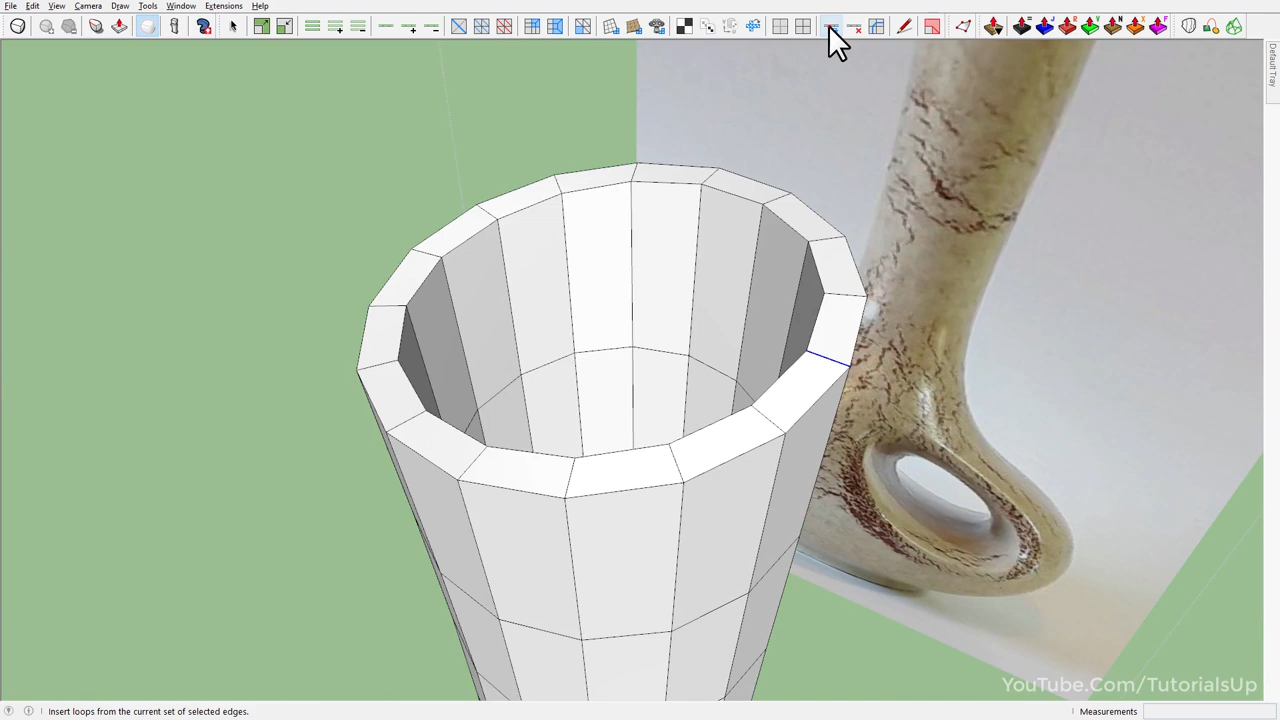 File Edit View Camera Draw Tools Window Extensions Help
Default Tray
YouTube.Com/TutorialsUp
Insert loops from the current set of selected edges.
Measurements